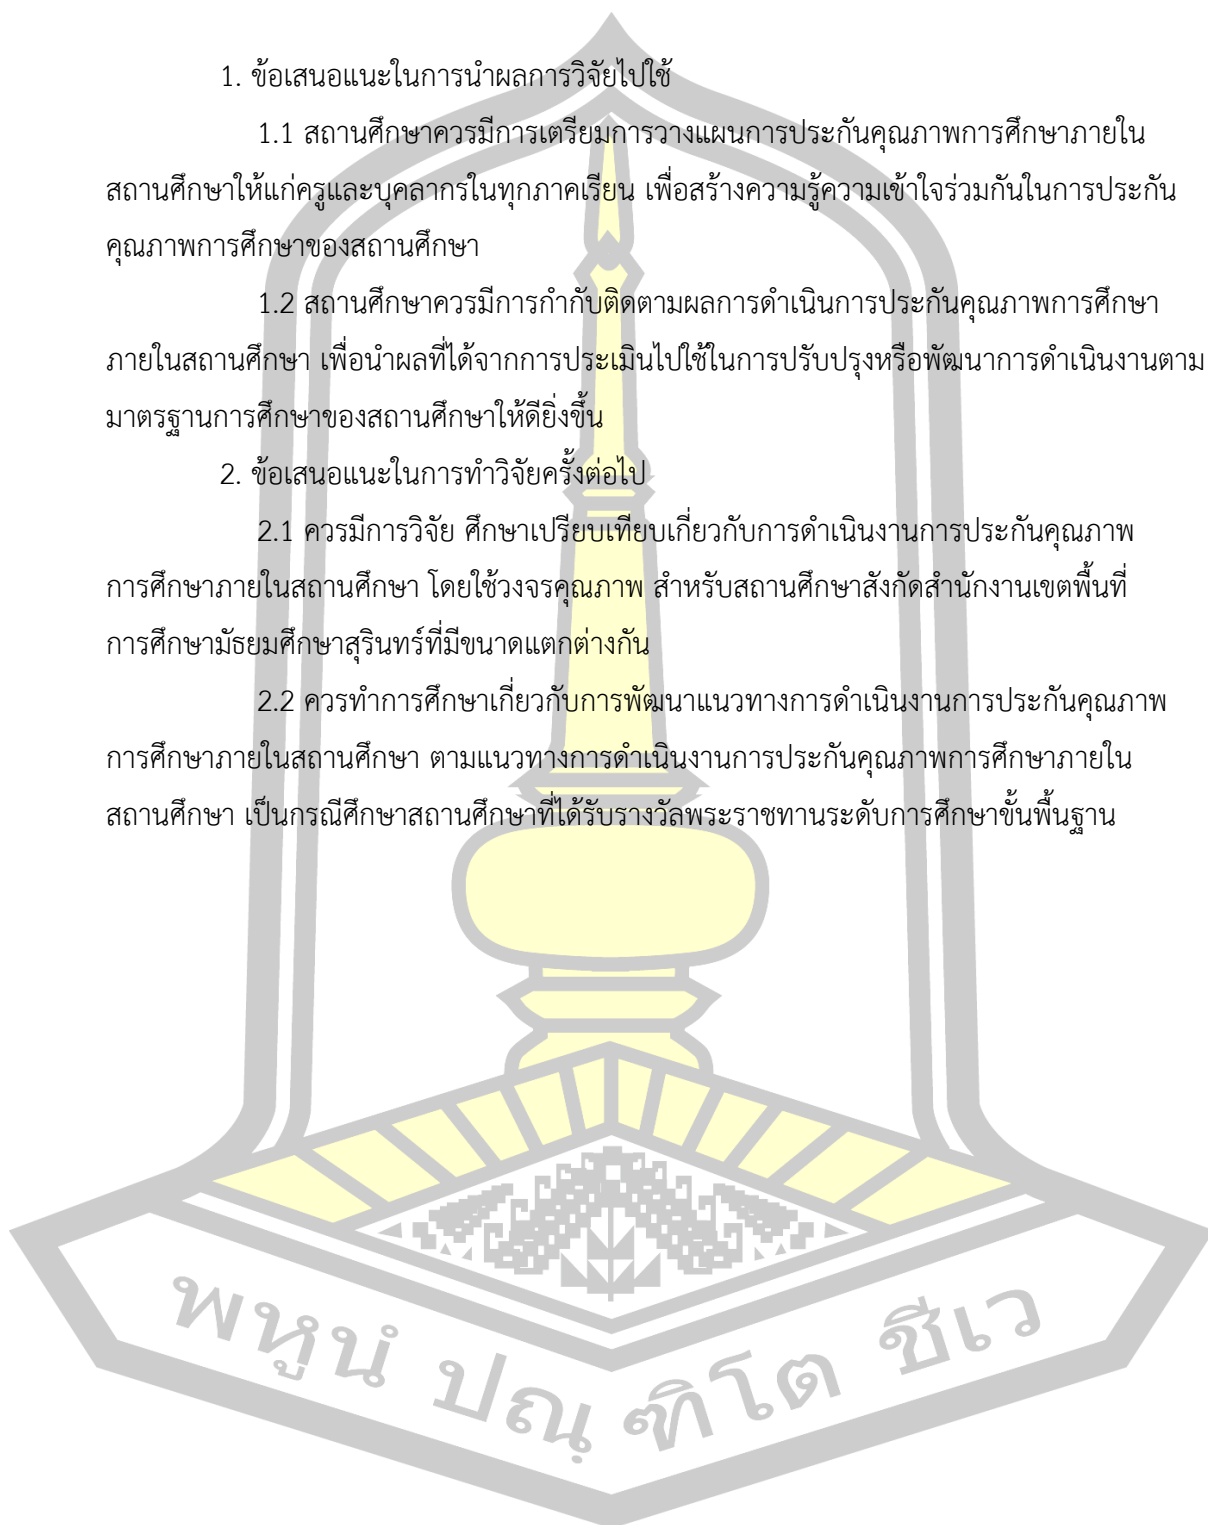 1. ข้อเสนอแนะในการนำผลการวิจัยไปใช้
1.1 สถานศึกษาควรมีการเตรียมการวางแผนการประกันคุณภาพการศึกษาภายใน
สถานศึกษาให้แก่ครูและบุคลากรในทุกภาคเรียน เพื่อสร้างความรู้ความเข้าใจร่วมกันในการประกัน
คุณภาพการศึกษาของสถานศึกษา
1.2 สถานศึกษาควรมีการกำกับติดตามผลการดำเนินการประกันคุณภาพการศึกษา
ภายในสถานศึกษา เพื่อนำผลที่ได้จากการประเมินไปใช้ในการปรับปรุงหรือพัฒนาการดำเนินงานตาม
มาตรฐานการศึกษาของสถานศึกษาให้ดียิ่งขึ้น
2. ข้อเสนอแนะในการทำวิจัยครั้งต่อไป
2.1 ควรมีการวิจัย ศึกษาเปรียบเทียบเกี่ยวกับการดำเนินงานการประกันคุณภาพ
การศึกษาภายในสถานศึกษา โดยใช้วงจรคุณภาพ สำหรับสถานศึกษาสังกัดสำนักงานเขตพื้นที่
การศึกษามัธยมศึกษาสุรินทร์ที่มีขนาดแตกต่างกัน
2.2 ควรทำการศึกษาเกี่ยวกับการพัฒนาแนวทางการดำเนินงานการประกันคุณภาพ
การศึกษาภายในสถานศึกษา ตามแนวทางการดำเนินงานการประกันคุณภาพการศึกษาภายใน
สถานศึกษา เป็นกรณีศึกษาสถานศึกษาที่ได้รับรางวัลพระราชทานระดับการศึกษาขั้นพื้นฐาน
พหูนํ ปณฺ ฑิโต ชีเว